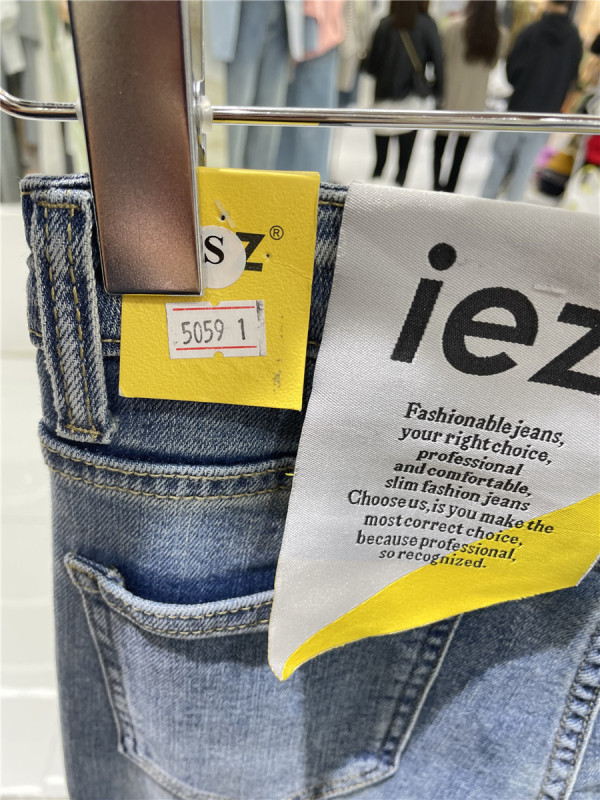 S
Z®
5059 1
iez
Fashionable jeans,
your right choice,
professional
and comfortable,
slim fashion jeans
Choose us, is you make the
most correct choice,
because professional,
so recognized.